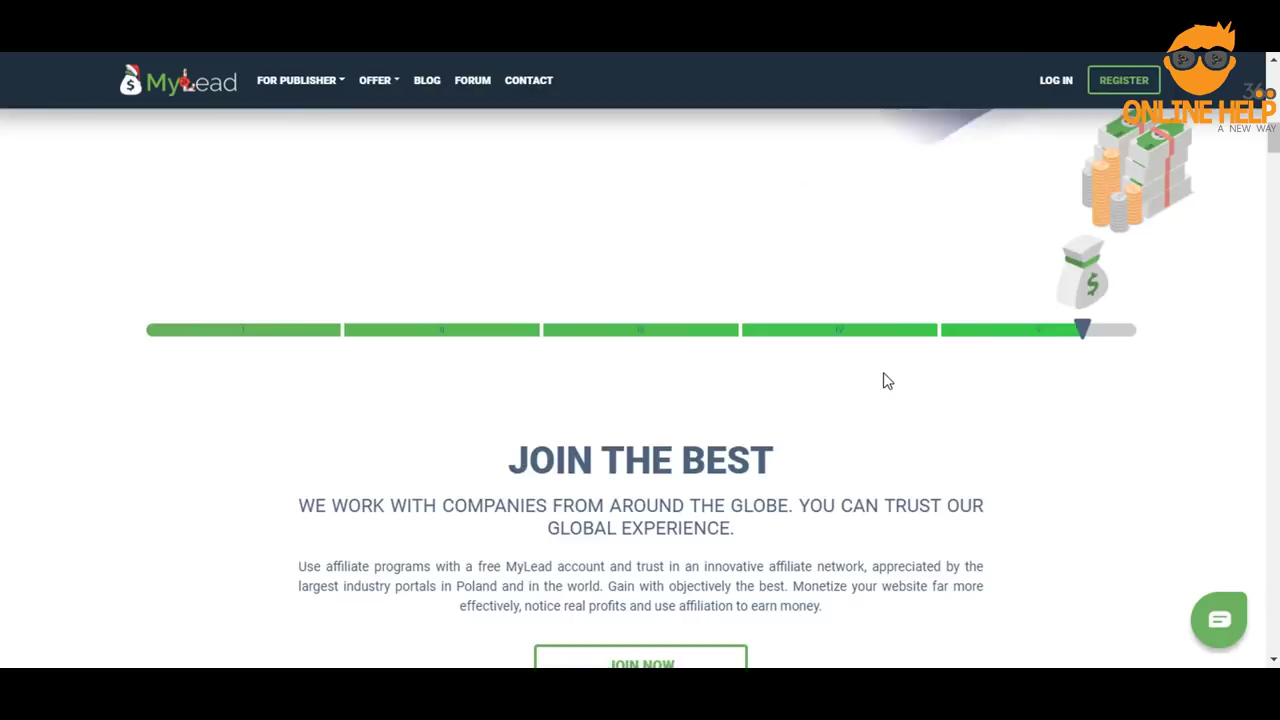 MyLead
FOR PUBLISHER
OFFER
BLOG
FORUM
CONTACT
LOG IN
REGISTER
ONLINE HELP
A NEW WAY
I
II
III
IV
V
JOIN THE BEST
WE WORK WITH COMPANIES FROM AROUND THE GLOBE. YOU CAN TRUST OUR
GLOBAL EXPERIENCE.
Use affiliate programs with a free MyLead account and trust in an innovative affiliate network, appreciated by the
largest industry portals in Poland and in the world. Gain with objectively the best. Monetize your website far more
effectively, notice real profits and use affiliation to earn money.
JOIN NOW